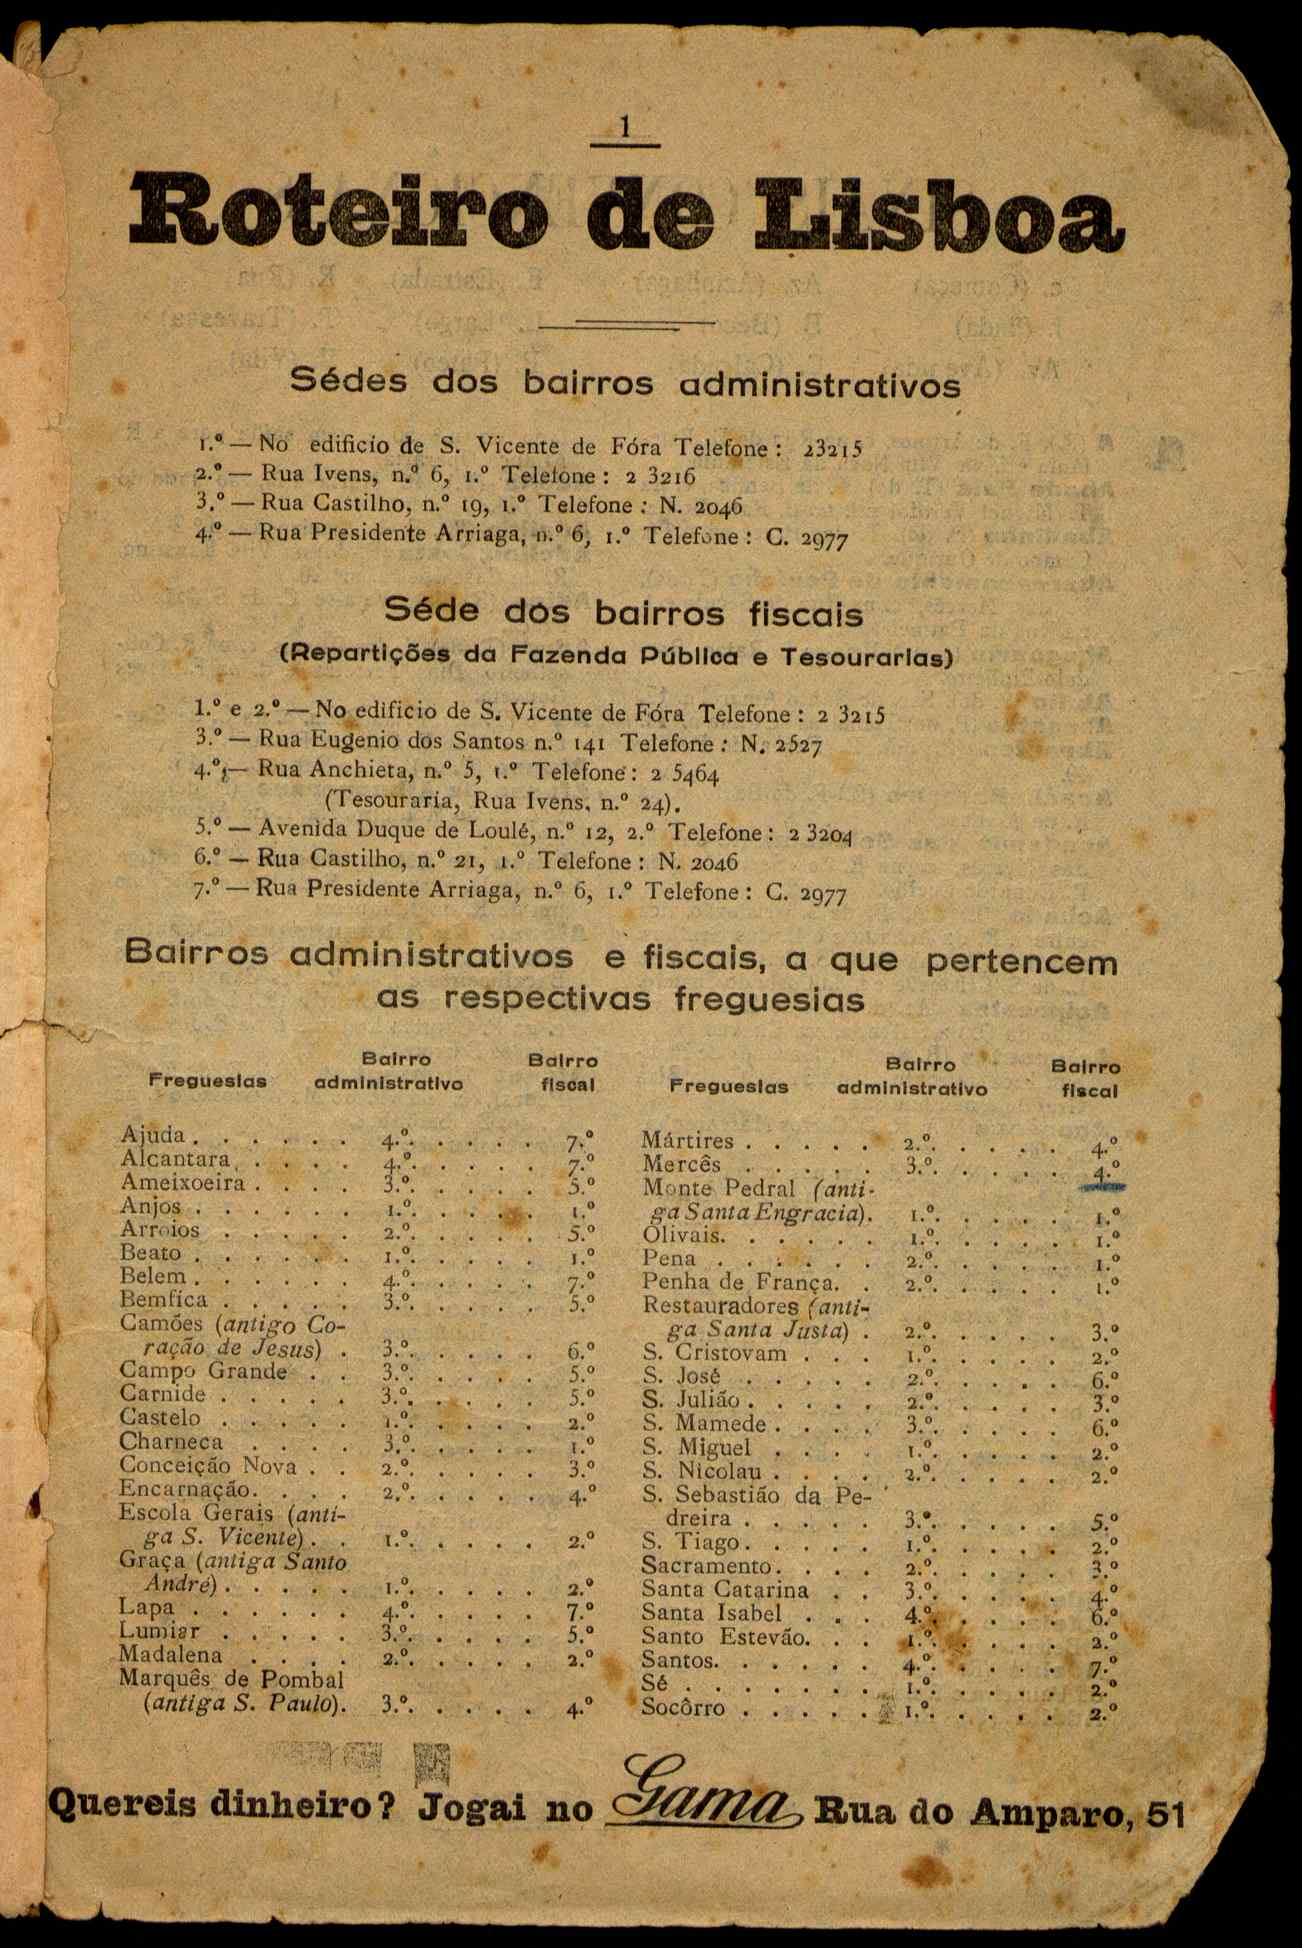 1
Roteiro de Lisboa
Sédes dos bairros administrativos
1.º — No edificio de S. Vicente de Fóra Telefone : 23215
2.º — Rua Ivens, n.º 6, 1.º Telefone : 2 3216
3.º — Rua Castilho, n.º 19, 1.º Telefone : N. 2046
4.º — Rua Presidente Arriaga, n.º 6, 1.º Telefone : C. 2977
Séde dos bairros fiscais
(Repartições da Fazenda Pública e Tesourarias)
1.º e 2.º — No edificio de S. Vicente de Fóra Telefone : 2 3215
3.º — Rua Eugenio dos Santos n.º 141 Telefone : N. 2527
4.º — Rua Anchieta, n.º 5, 1.º Telefone : 2 5464
(Tesouraria, Rua Ivens, n.º 24).
5.º — Avenida Duque de Loulé, n.º 12, 2.º Telefone : 2 3204
6.º — Rua Castilho, n.º 21, 1.º Telefone : N. 2046
7.º — Rua Presidente Arriaga, n.º 6, 1.º Telefone : C. 2977
Bairros administrativos e fiscais, a que pertencem
as respectivas freguesias
Freguesias Bairro administrativo Bairro fiscal
Ajuda . . . . . . 4.º . . . . . 7.º
Alcantara . . . . 4.º . . . . . 7.º
Ameixoeira . . . . 3.º . . . . . 5.º
Anjos . . . . . . 1.º . . . . . 1.º
Arroios . . . . . 2.º . . . . . 5.º
Beato . . . . . . 1.º . . . . . 1.º
Belem . . . . . . 4.º . . . . . 7.º
Bemfica . . . . . 3.º . . . . . 5.º
Camões (antigo Co-
ração de Jesus) . 3.º . . . . . 6.º
Campo Grande . . 3.º . . . . . 5.º
Carnide . . . . . 3.º . . . . . 5.º
Castelo . . . . . 1.º . . . . . 2.º
Charneca . . . . 3.º . . . . . 1.º
Conceição Nova . . 2.º . . . . . 3.º
Encarnação . . . . 2.º . . . . . 4.º
Escola Gerais (anti-
ga S. Vicente) . . 1.º . . . . . 2.º
Graça (antiga Santo
André) . . . . . 1.º . . . . . 2.º
Lapa . . . . . . 4.º . . . . . 7.º
Lumiar . . . . . 3.º . . . . . 5.º
Madalena . . . . 2.º . . . . . 2.º
Marquês de Pombal
(antiga S. Paulo). 3.º . . . . . 4.º
Freguesias Bairro administrativo Bairro fiscal
Mártires . . . . . 2.º . . . . . 4.º
Mercês . . . . . 3.º . . . . . 4.º
Monte Pedral (anti-
ga Santa Engracia). 1.º . . . . . 1.º
Olivais. . . . . . 1.º . . . . . 1.º
Pena . . . . . . 2.º . . . . . 1.º
Penha de França. . 2.º . . . . . 1.º
Restauradores (anti-
ga Santa Justa) . 2.º . . . . . 3.º
S. Cristovam . . . 1.º . . . . . 2.º
S. José . . . . . 2.º . . . . . 6.º
S. Julião . . . . . 2.º . . . . . 3.º
S. Mamede . . . . 3.º . . . . . 6.º
S. Miguel . . . . 1.º . . . . . 2.º
S. Nicolau . . . . 2.º . . . . . 2.º
S. Sebastião da Pe-
dreira . . . . . 3.º . . . . . 5.º
S. Tiago . . . . . 1.º . . . . . 2.º
Sacramento . . . . 2.º . . . . . 3.º
Santa Catarina . . 3.º . . . . . 4.º
Santa Isabel . . . 4.º . . . . . 6.º
Santo Estevão. . . 1.º . . . . . 2.º
Santos. . . . . . 4.º . . . . . 7.º
Sé . . . . . . . 1.º . . . . . 2.º
Socôrro . . . . . 1.º . . . . . 2.º
Quereis dinheiro? Jogai no Gama Rua do Amparo, 51